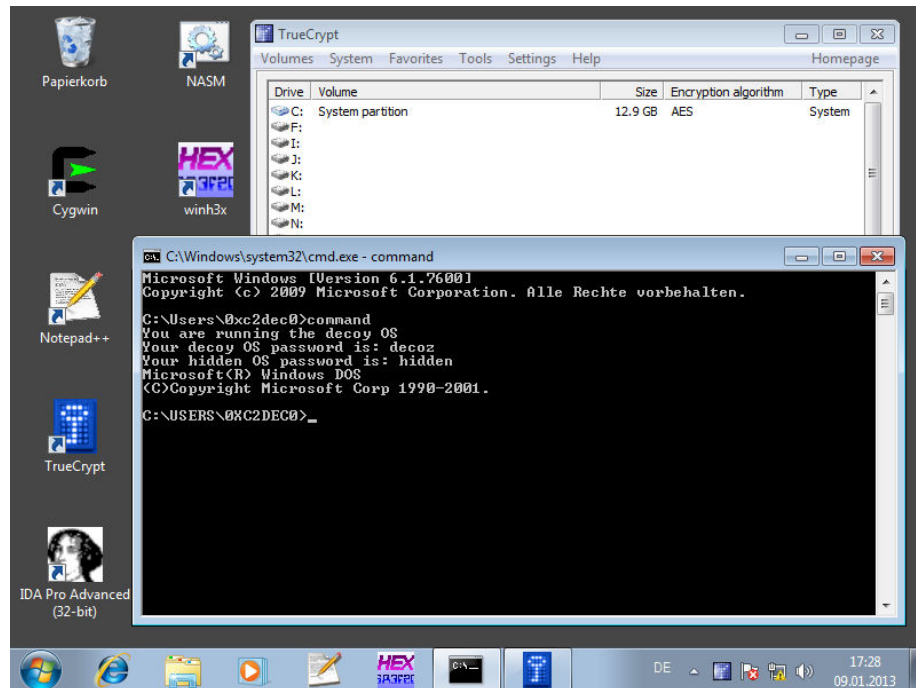 Papierkorb
NASM
Cygwin
HEX
winh3x
Notepad++
TrueCrypt
IDA Pro Advanced
(32-bit)
TrueCrypt
Volumes System Favorites Tools Settings Help Homepage
Drive Volume Size Encryption algorithm Type
C: System partition 12.9 GB AES System
F:
I:
J:
K:
L:
M:
N:
C:\Windows\system32\cmd.exe - command
Microsoft Windows [Version 6.1.7600]
Copyright (c) 2009 Microsoft Corporation. Alle Rechte vorbehalten.
C:\Users\0xc2dec0>command
You are running the decoy OS
Your decoy OS password is: decoz
Your hidden OS password is: hidden
Microsoft(R) Windows DOS
(C)Copyright Microsoft Corp 1990-2001.
C:\USERS\0XC2DEC0>_
HEX
DE
17:28
09.01.2013